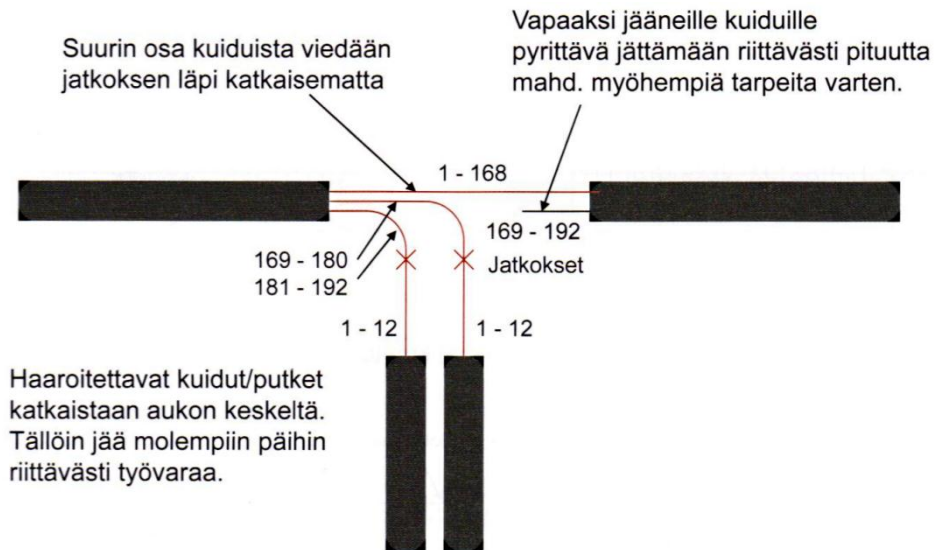 Suurin osa kuiduista viedään
jatkoksen läpi katkaisematta
Vapaaksi jääneille kuiduille
pyrittävä jättämään riittävästi pituutta
mahd. myöhempiä tarpeita varten.
1 - 168
169 - 192
169 - 180
181 - 192
Jatkokset
1 - 12
1 - 12
Haaroitettavat kuidut/putket
katkaistaan aukon keskeltä.
Tällöin jää molempiin päihin
riittävästi työvaraa.